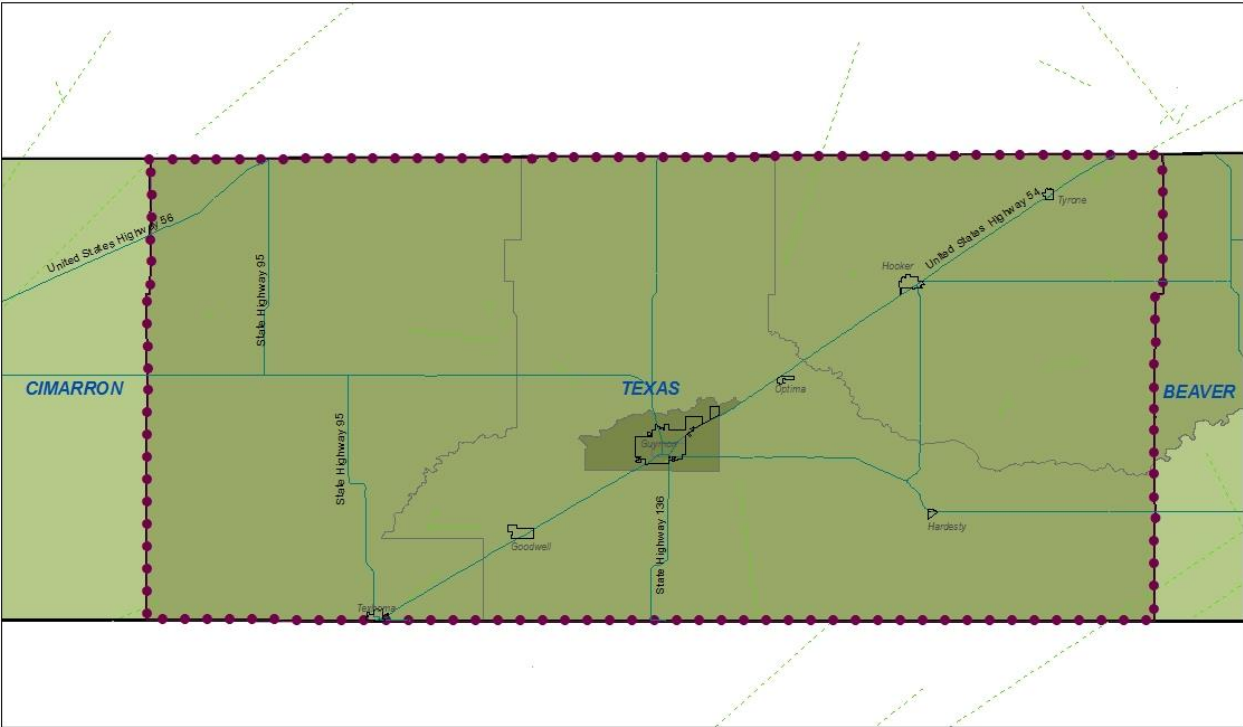 Tyrone
United States Highway 54
United States Highway 56
Hooker
State Highway 95
CIMARRON
TEXAS
Optima
BEAVER
Guymon
State Highway 95
State Highway 136
Hardesty
Goodwell
Texhoma